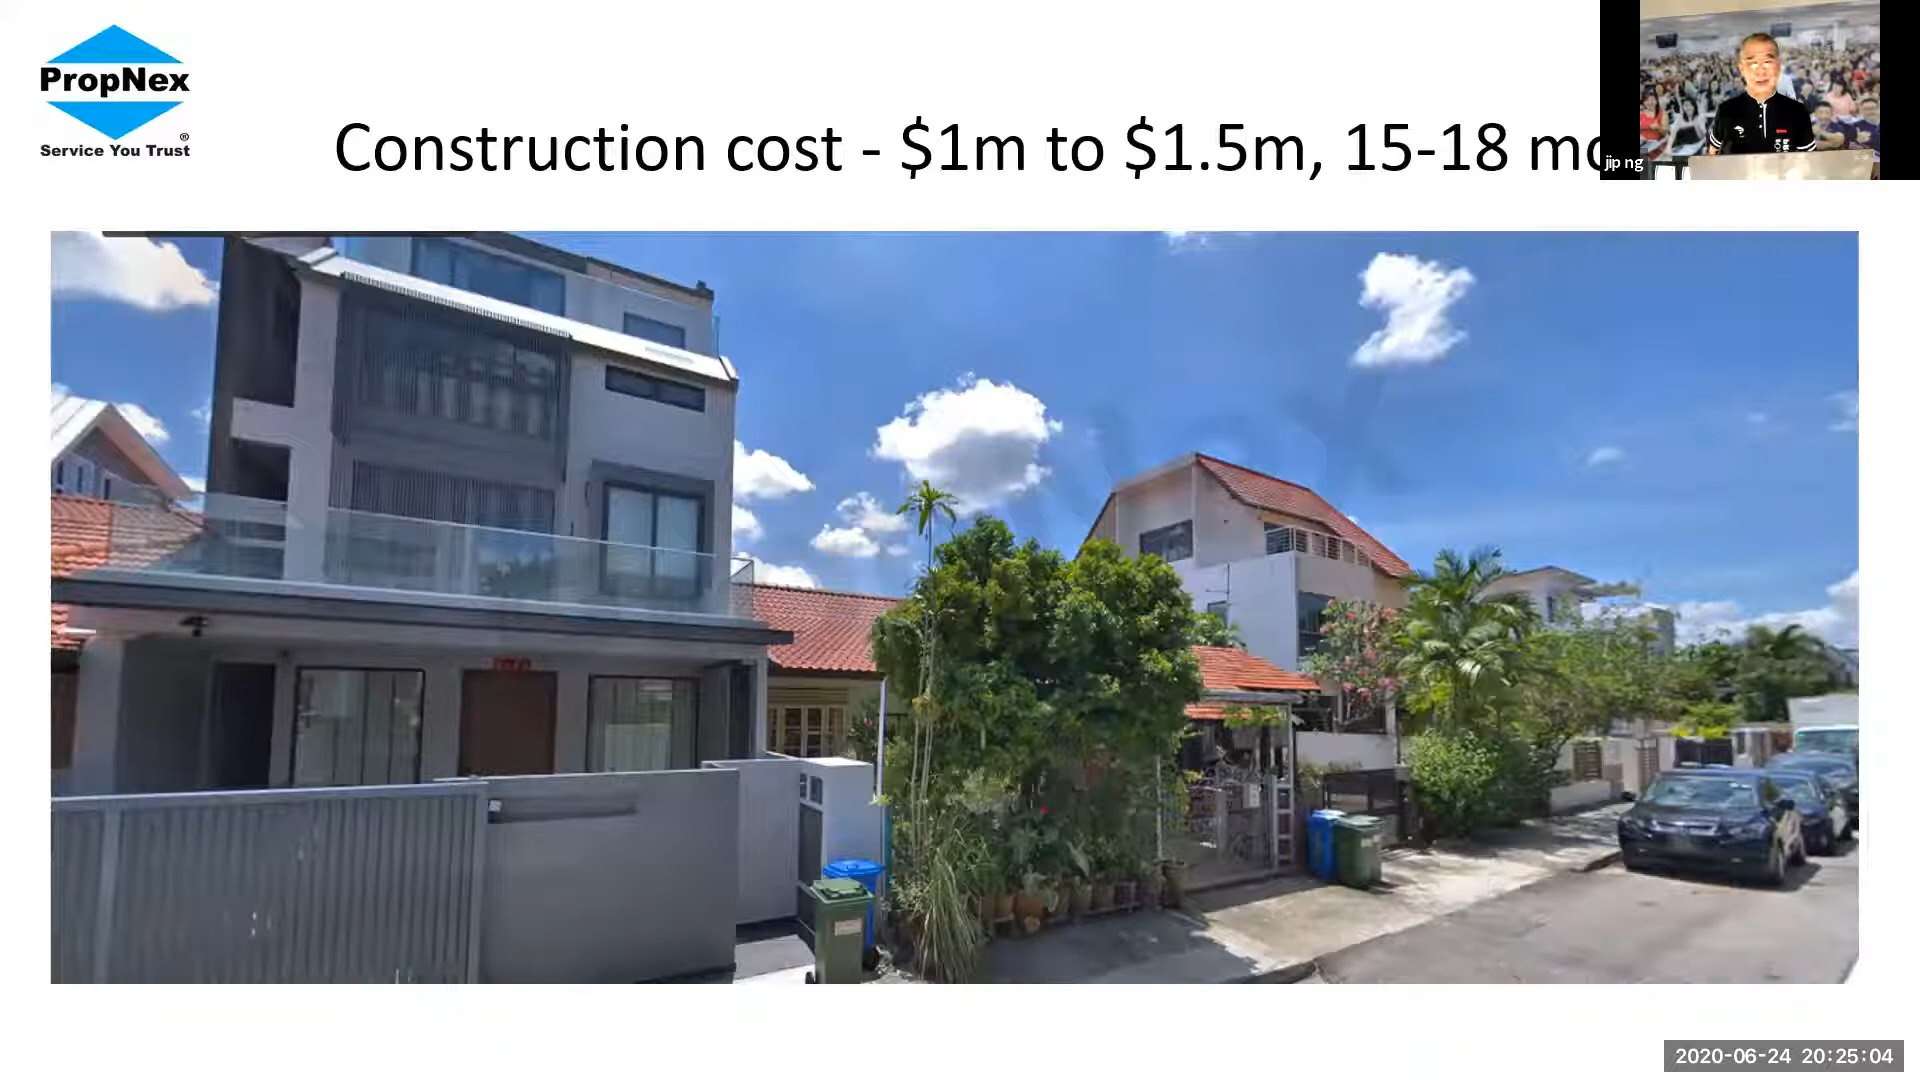 PropNex
®
Service You Trust
Construction cost - $1m to $1.5m, 15-18
jip ng
2020-06-24 20:25:04